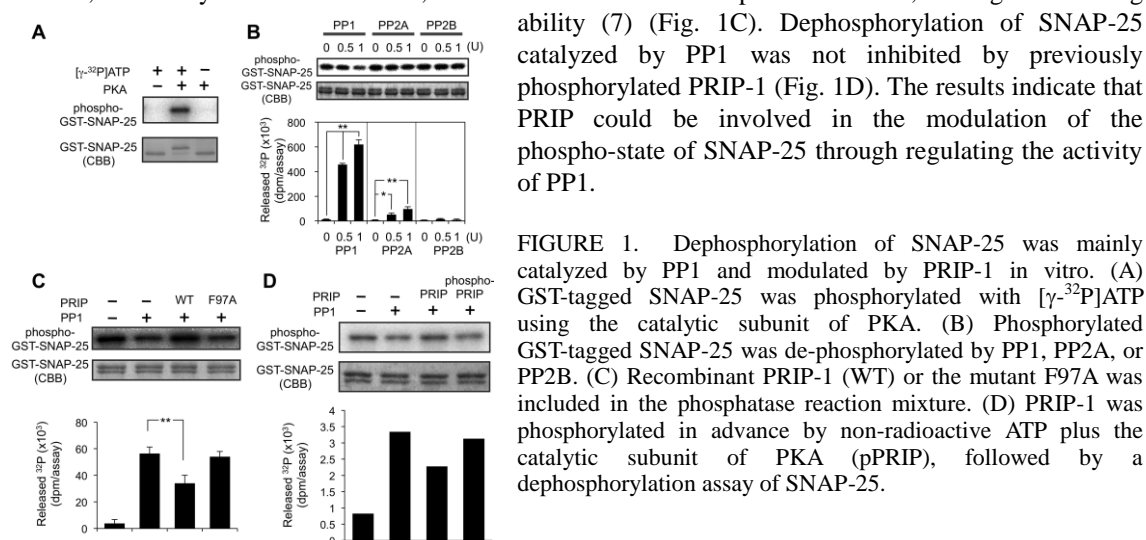 ability (7) (Fig. 1C). Dephosphorylation of SNAP-25
catalyzed by PP1 was not inhibited by previously
phosphorylated PRIP-1 (Fig. 1D). The results indicate that
PRIP could be involved in the modulation of the
phospho-state of SNAP-25 through regulating the activity
of PP1.
A
[γ-³²P]ATP + + –
PKA – + +
phospho-
GST-SNAP-25
GST-SNAP-25
(CBB)
B
PP1 PP2A PP2B
0 0.5 1 0 0.5 1 0 0.5 1 (U)
phospho-
GST-SNAP-25
GST-SNAP-25
(CBB)
Released ³²P (x10³)
(dpm/assay)
800
600
400
200
0
**
**
*
0 0.5 1 0 0.5 1 0 0.5 1 (U)
PP1 PP2A PP2B
C
PRIP – – WT F97A
PP1 – + + +
phospho-
GST-SNAP-25
GST-SNAP-25
(CBB)
Released ³²P (x10³)
(dpm/assay)
80
60
40
20
0
**
D
phospho-
PRIP – – PRIP PRIP
PP1 – + + +
phospho-
GST-SNAP-25
GST-SNAP-25
(CBB)
Released ³²P (x10³)
(dpm/assay)
4
3.5
3
2.5
2
1.5
1
0.5
0
FIGURE 1. Dephosphorylation of SNAP-25 was mainly
catalyzed by PP1 and modulated by PRIP-1 in vitro. (A)
GST-tagged SNAP-25 was phosphorylated with [γ-³²P]ATP
using the catalytic subunit of PKA. (B) Phosphorylated
GST-tagged SNAP-25 was de-phosphorylated by PP1, PP2A, or
PP2B. (C) Recombinant PRIP-1 (WT) or the mutant F97A was
included in the phosphatase reaction mixture. (D) PRIP-1 was
phosphorylated in advance by non-radioactive ATP plus the
catalytic subunit of PKA (pPRIP), followed by a
dephosphorylation assay of SNAP-25.